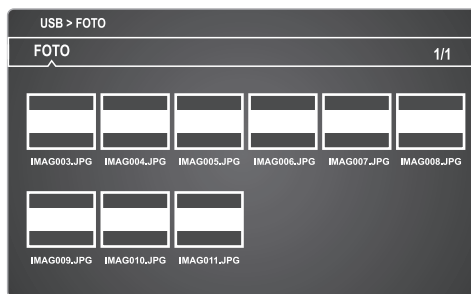 USB > FOTO
FOTO 1/1
IMAG003.JPG IMAG004.JPG IMAG005.JPG IMAG006.JPG IMAG007.JPG IMAG008.JPG
IMAG009.JPG IMAG010.JPG IMAG011.JPG